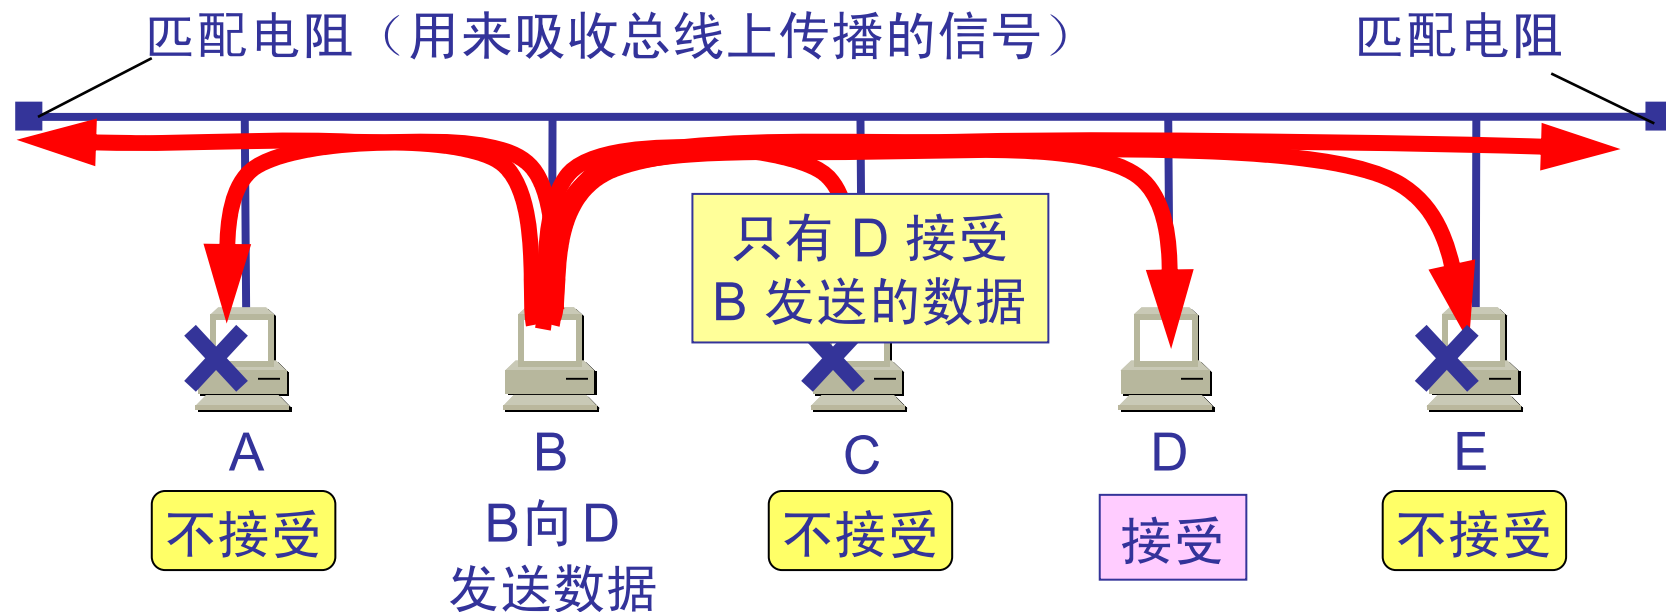 匹配电阻（用来吸收总线上传播的信号）
匹配电阻
只有 D 接受
B 发送的数据
A
B
C
D
E
不接受
B向 D
发送数据
不接受
接受
不接受